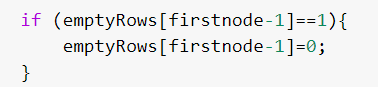 if (emptyRows[firstnode-1]==1){
    emptyRows[firstnode-1]=0;
}